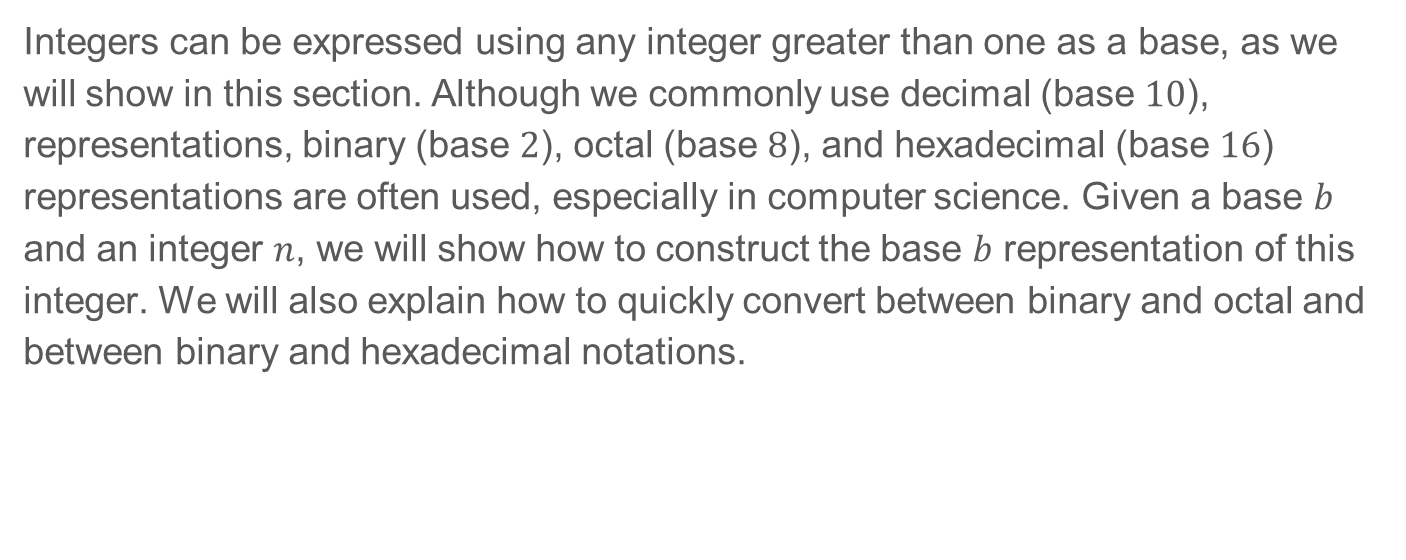 Integers can be expressed using any integer greater than one as a base, as we
will show in this section. Although we commonly use decimal (base 10),
representations, binary (base 2), octal (base 8), and hexadecimal (base 16)
representations are often used, especially in computer science. Given a base b
and an integer n, we will show how to construct the base b representation of this
integer. We will also explain how to quickly convert between binary and octal and
between binary and hexadecimal notations.